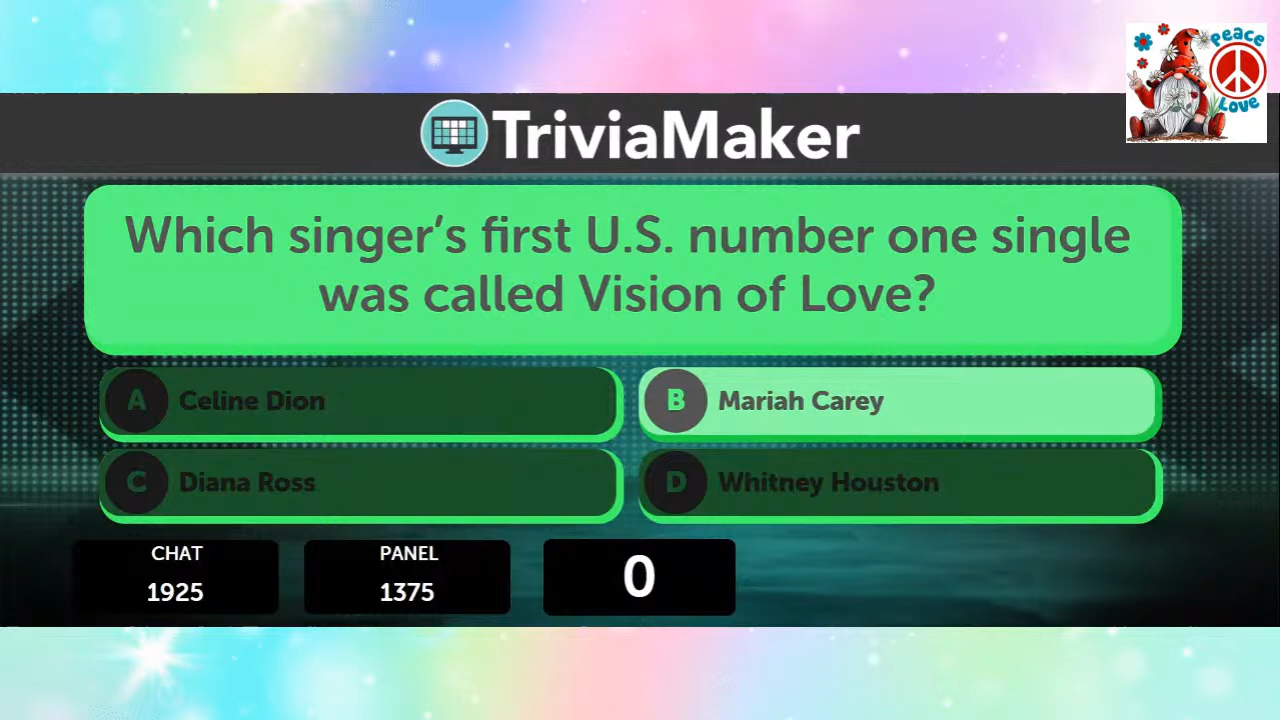 Peace
Love
TriviaMaker
Which singer’s first U.S. number one single
was called Vision of Love?
A Celine Dion
B Mariah Carey
C Diana Ross
D Whitney Houston
CHAT
1925
PANEL
1375
0